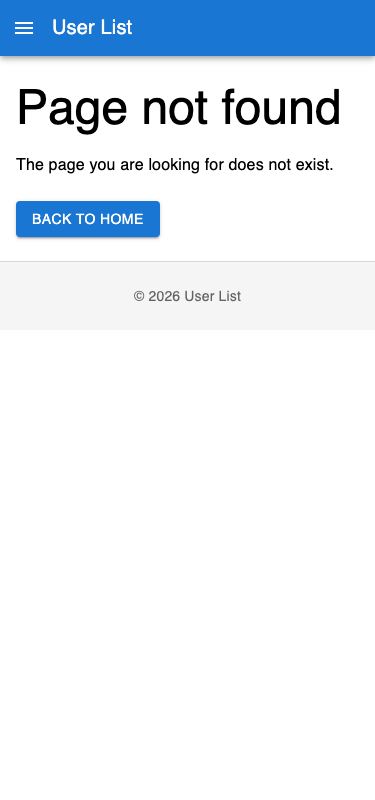 User List
Page not found
The page you are looking for does not exist.
BACK TO HOME
© 2026 User List